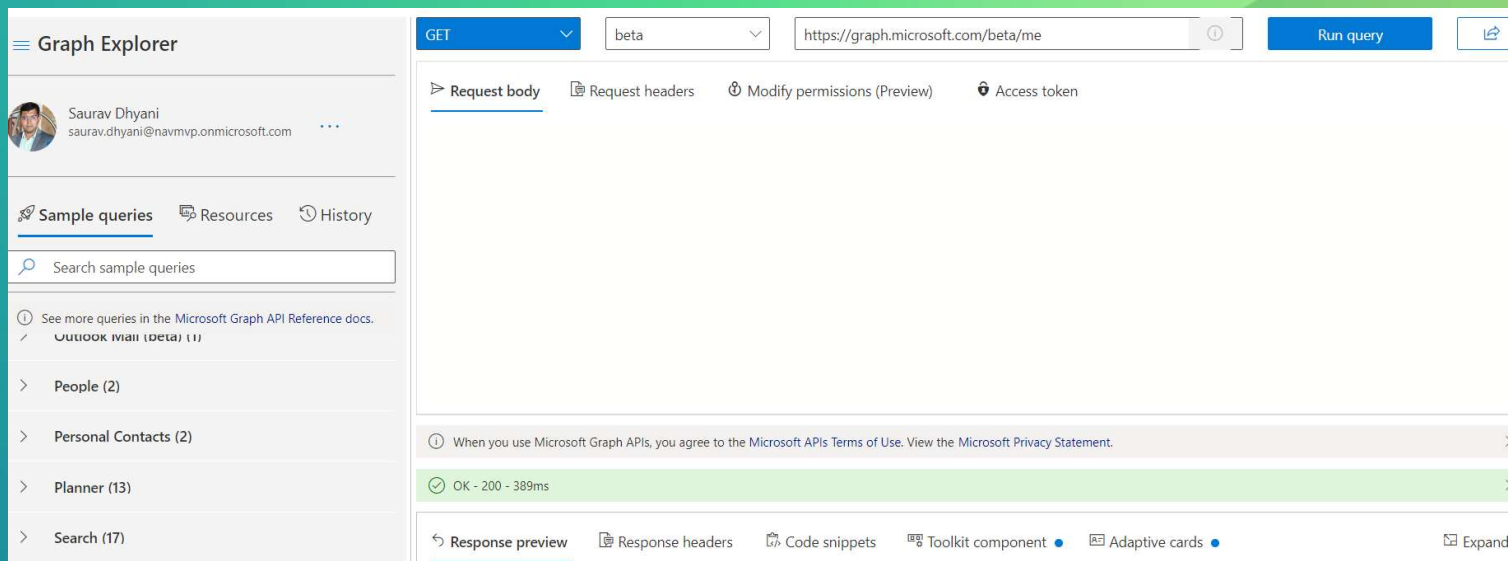 Graph Explorer
Saurav Dhyani
saurav.dhyani@navmvp.onmicrosoft.com
Sample queries Resources History
Search sample queries
See more queries in the Microsoft Graph API Reference docs.
Outlook Mail (beta) (1)
People (2)
Personal Contacts (2)
Planner (13)
Search (17)
GET beta https://graph.microsoft.com/beta/me Run query
Request body Request headers Modify permissions (Preview) Access token
When you use Microsoft Graph APIs, you agree to the Microsoft APIs Terms of Use. View the Microsoft Privacy Statement.
OK - 200 - 389ms
Response preview Response headers Code snippets Toolkit component Adaptive cards Expand